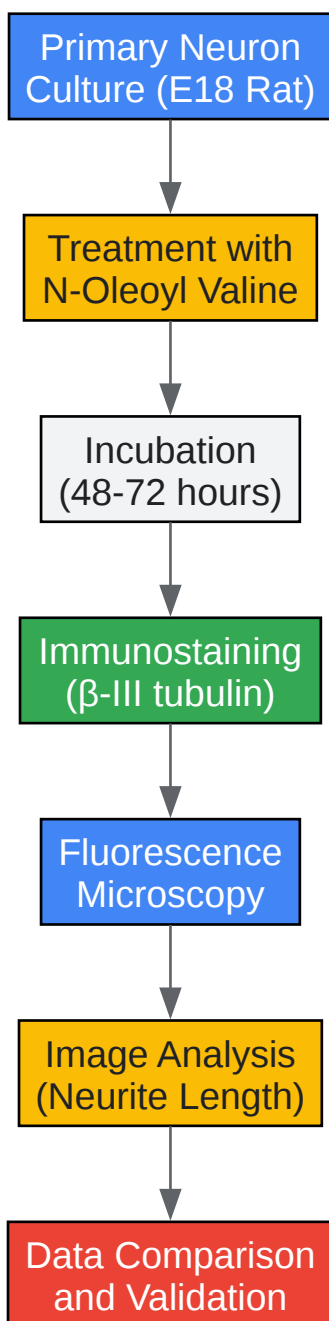 Primary Neuron
Culture (E18 Rat)
Treatment with
N-Oleoyl Valine
Incubation
(48-72 hours)
Immunostaining
(β-III tubulin)
Fluorescence
Microscopy
Image Analysis
(Neurite Length)
Data Comparison
and Validation